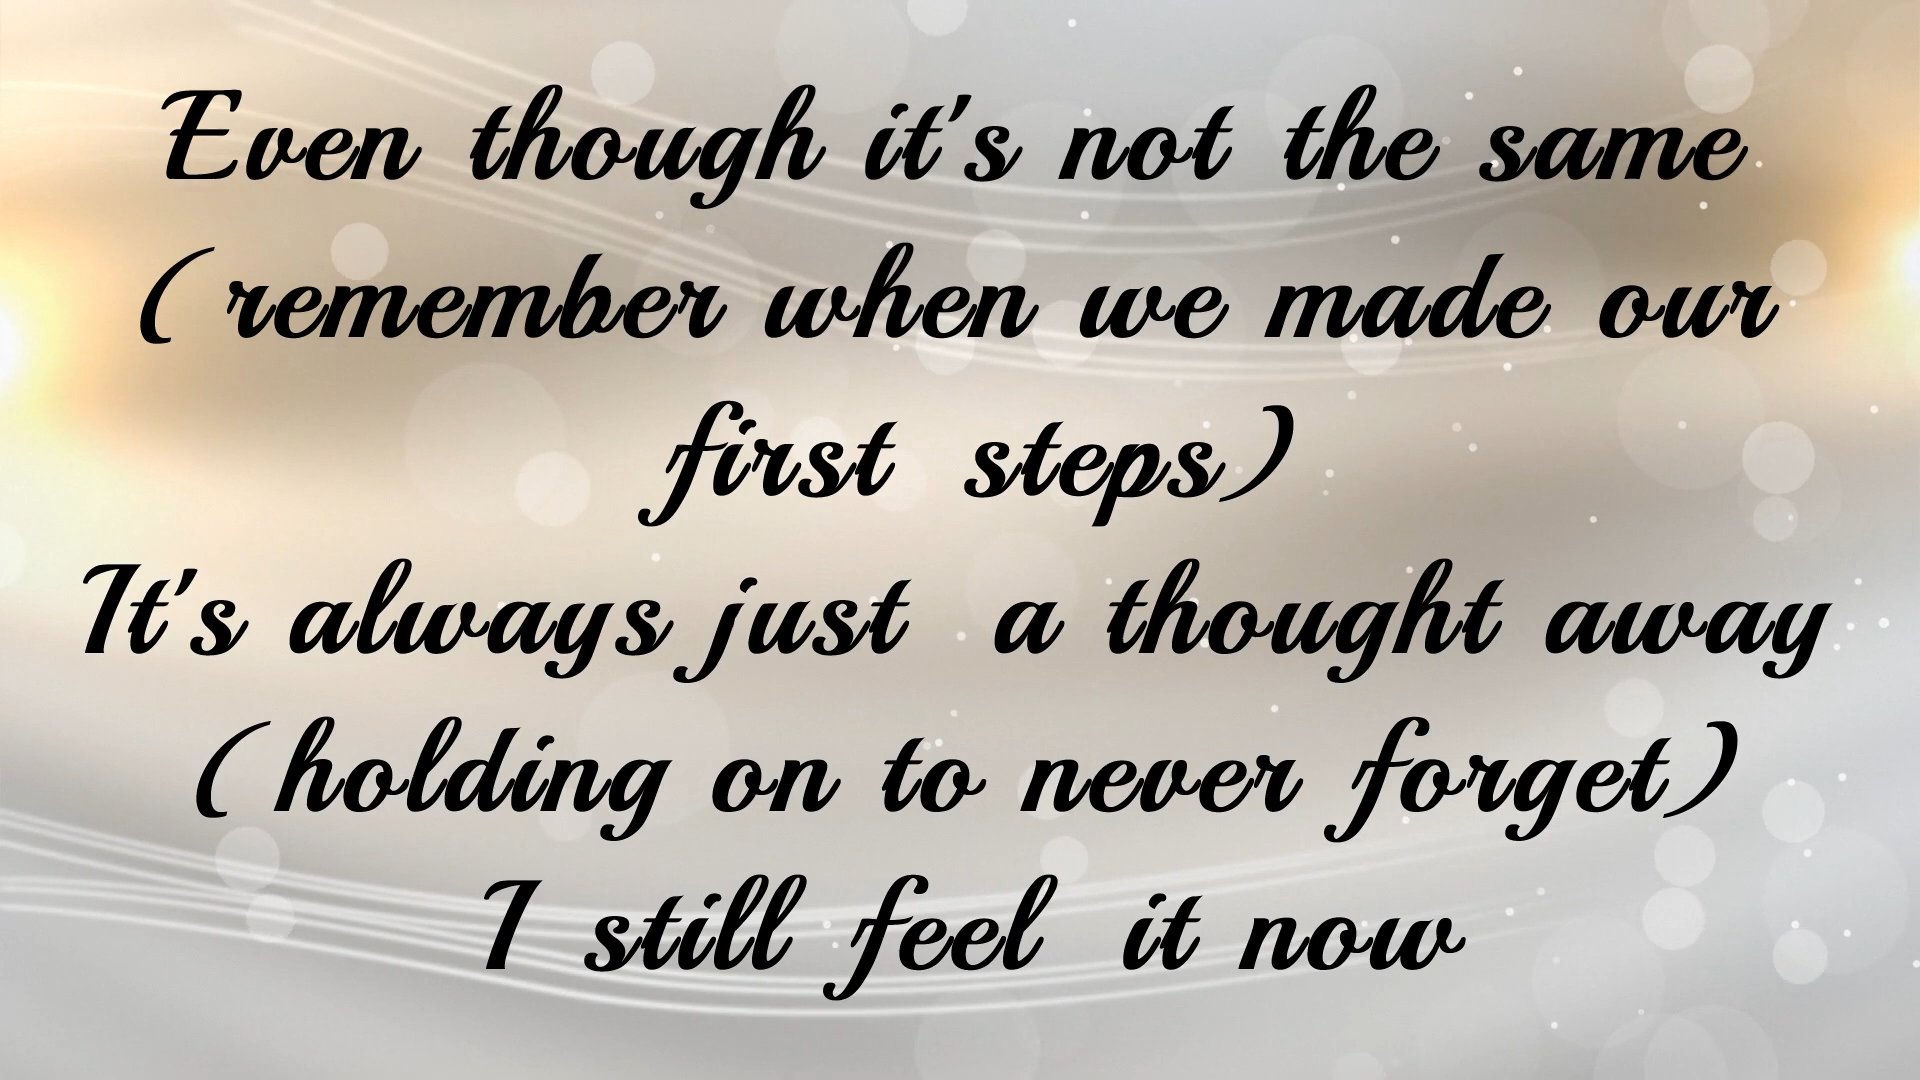 Even though it's not the same
(remember when we made our
first steps)
It's always just a thought away
(holding on to never forget)
I still feel it now